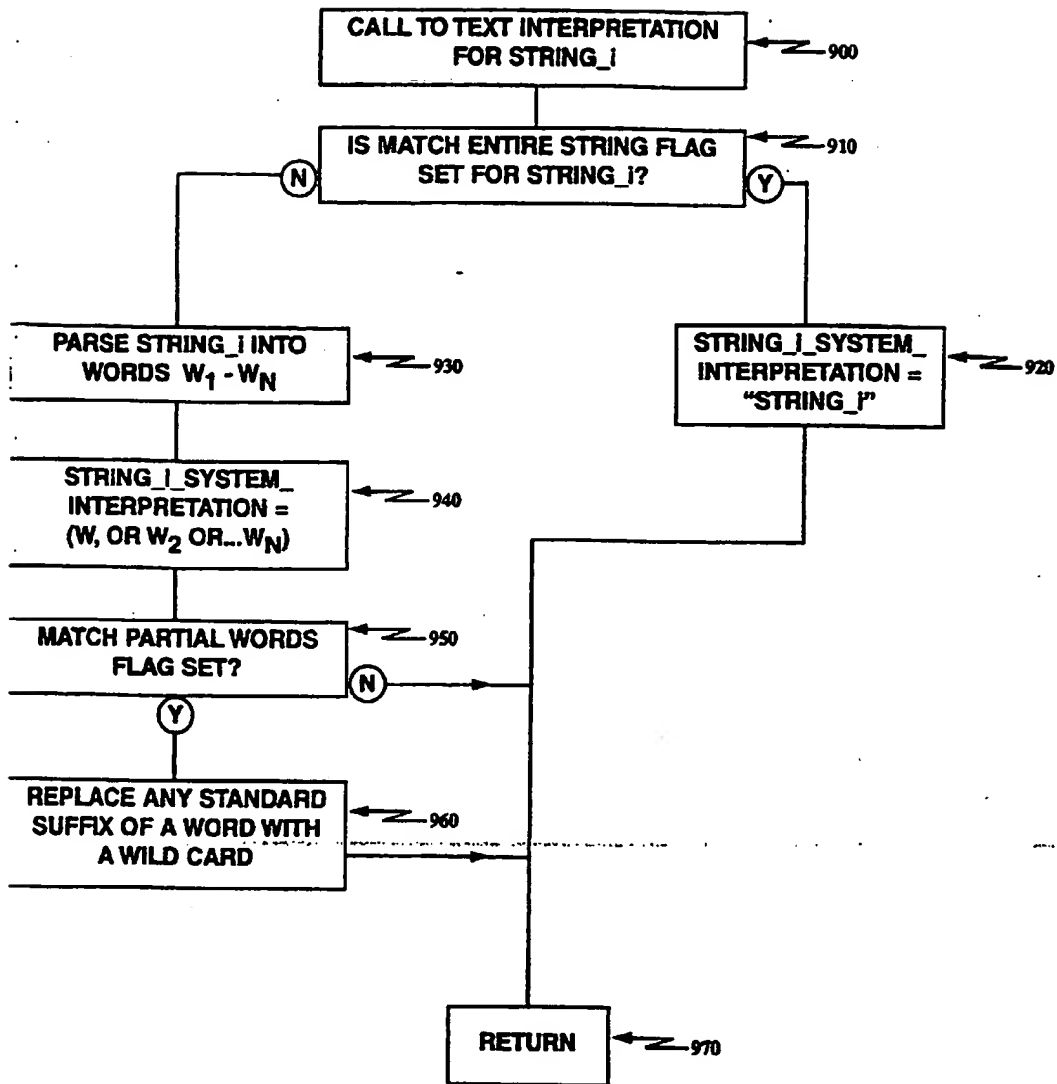 CALL TO TEXT INTERPRETATION
FOR STRING_i
900
IS MATCH ENTIRE STRING FLAG
SET FOR STRING_i?
910
N
Y
PARSE STRING_i INTO
WORDS W1 - WN
930
STRING_i_SYSTEM_
INTERPRETATION =
“STRING_i”
920
STRING_i_SYSTEM_
INTERPRETATION =
(W, OR W2 OR...WN)
940
MATCH PARTIAL WORDS
FLAG SET?
950
N
Y
REPLACE ANY STANDARD
SUFFIX OF A WORD WITH
A WILD CARD
960
RETURN
970